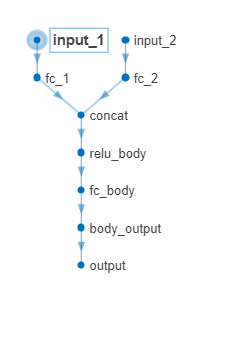 input_1 input_2
fc_1 fc_2
concat
relu_body
fc_body
body_output
output